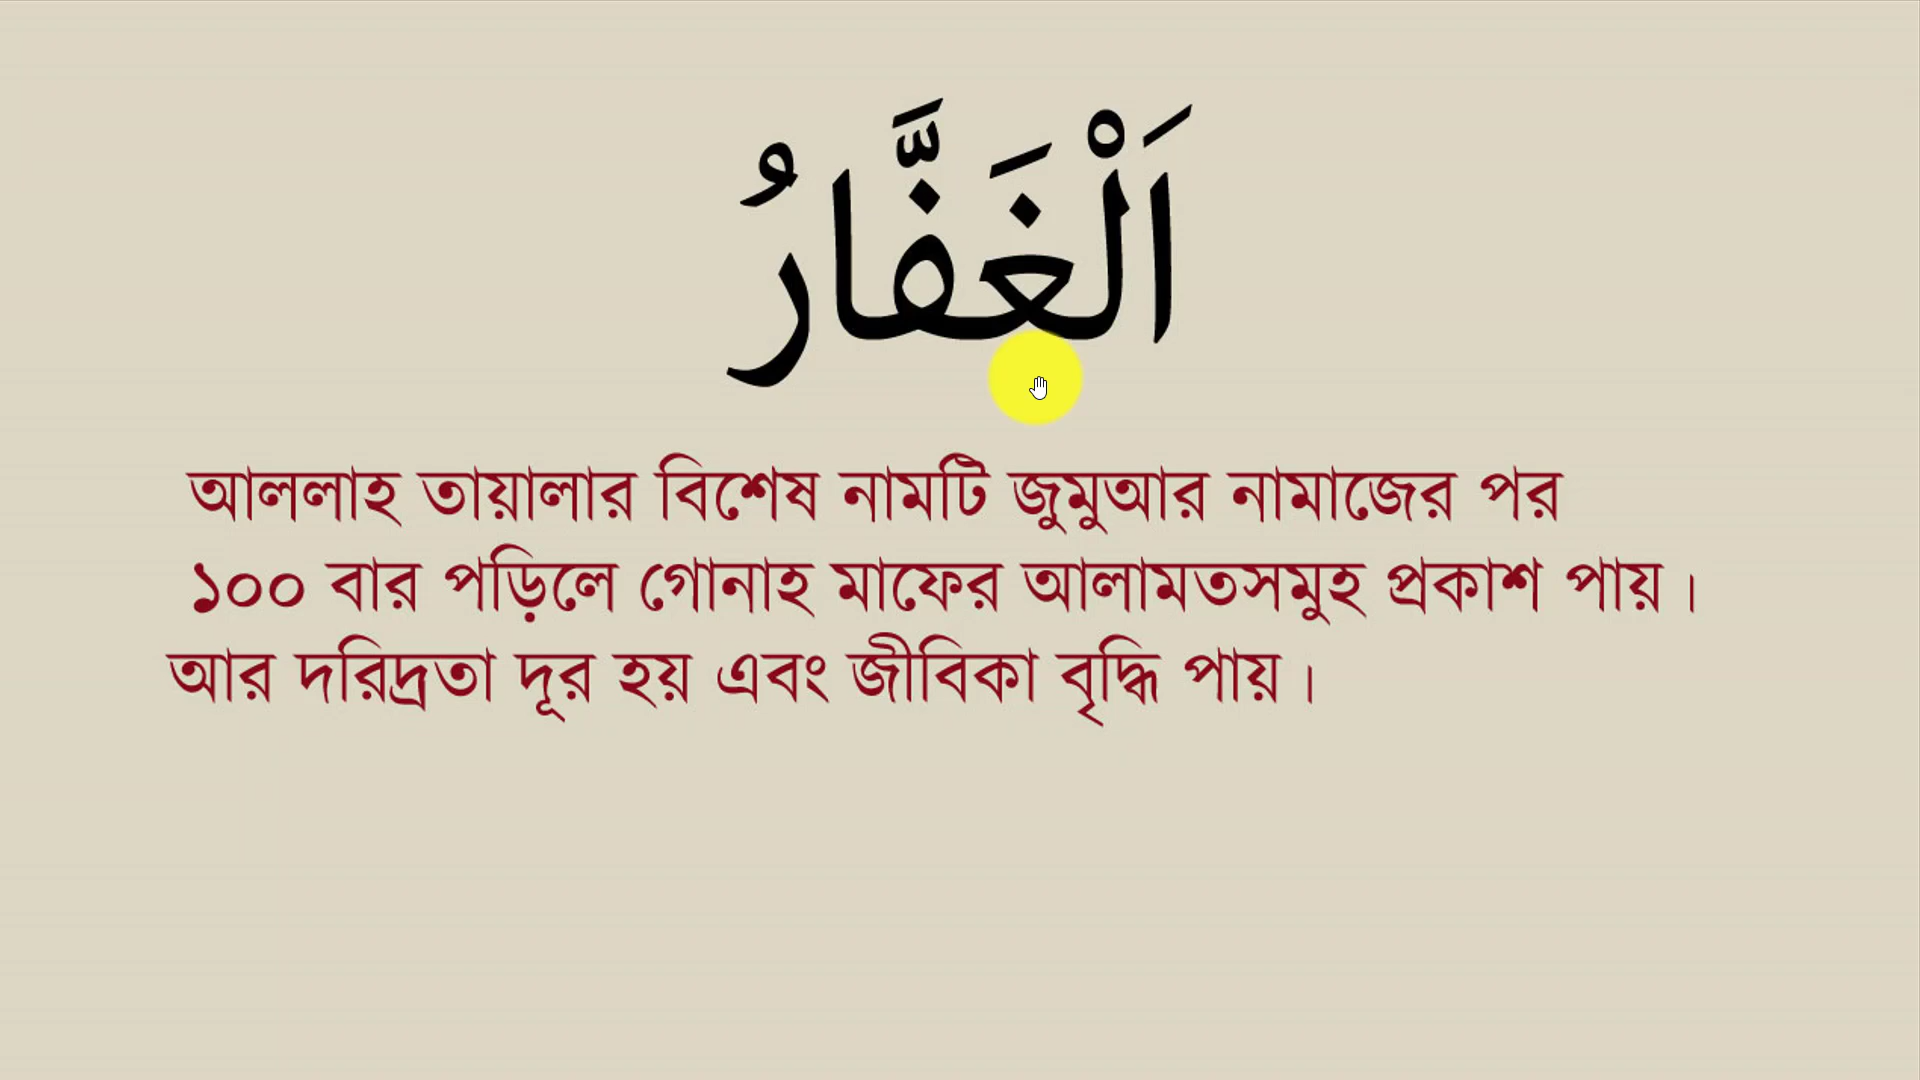 اَلْغَفَّارُ
আললাহ তায়ালার বিশেষ নামটি জুমুআর নামাজের পর
১০০ বার পড়িলে গোনাহ মাফের আলামতসমুহ প্রকাশ পায়।
আর দরিদ্রতা দূর হয় এবং জীবিকা বৃদ্ধি পায়।